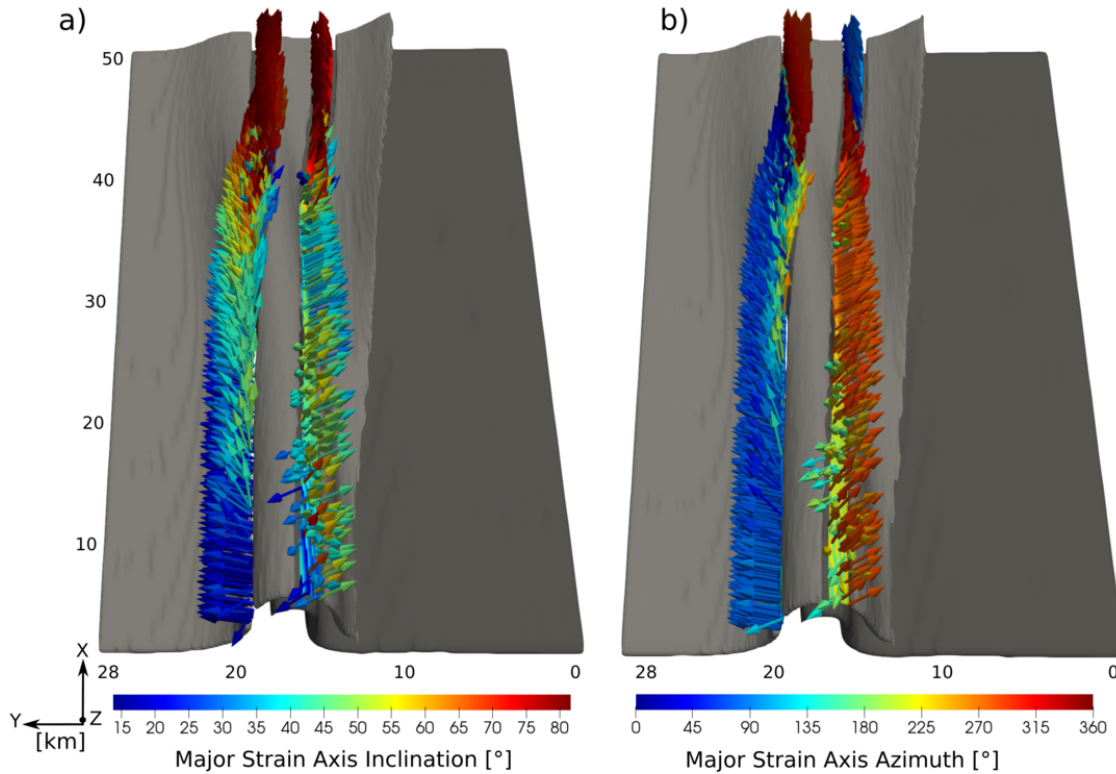 a)
b)
50
40
30
20
10
X
Y
Z
[km]
28 20 10 0
28 20 10 0
15 20 25 30 35 40 45 50 55 60 65 70 75 80
0 45 90 135 180 225 270 315 360
Major Strain Axis Inclination [°]
Major Strain Axis Azimuth [°]